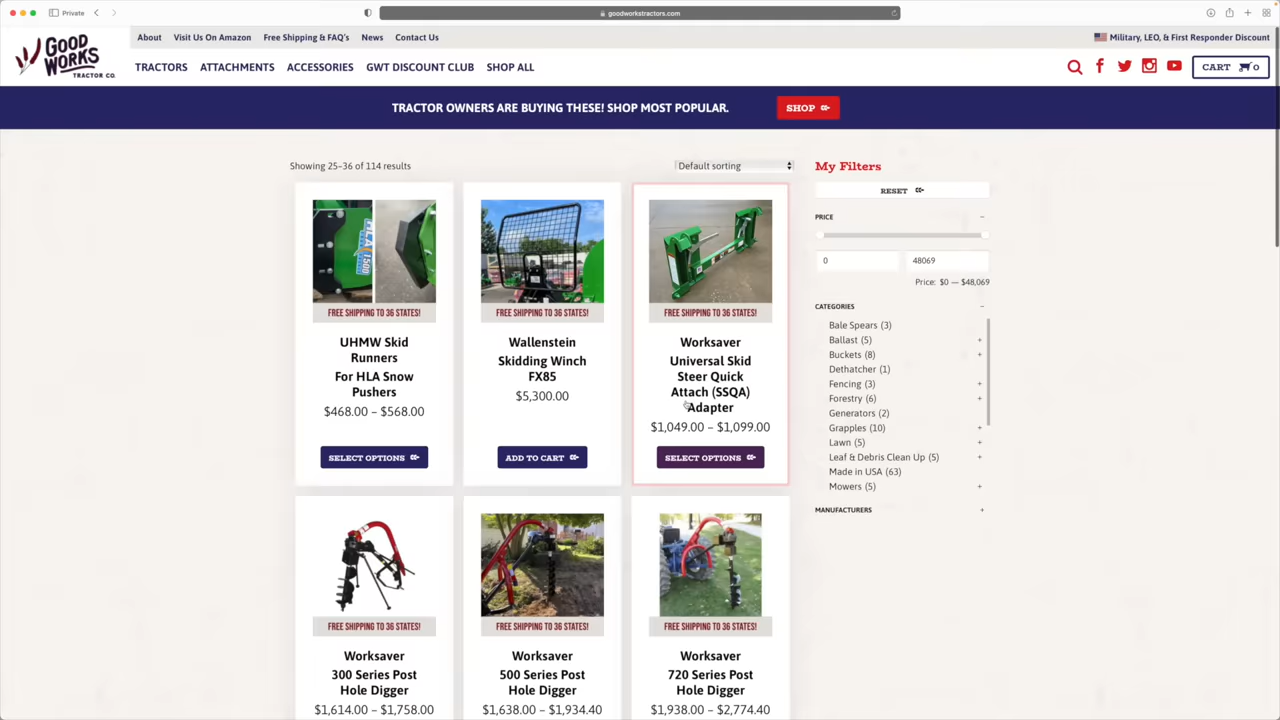 Private
goodworkstractors.com
GOOD
WORKS
TRACTOR CO.
About
Visit Us On Amazon
Free Shipping & FAQ's
News
Contact Us
Military, LEO, & First Responder Discount
TRACTORS
ATTACHMENTS
ACCESSORIES
GWT DISCOUNT CLUB
SHOP ALL
CART 0
TRACTOR OWNERS ARE BUYING THESE! SHOP MOST POPULAR.
SHOP
Showing 25–36 of 114 results
Default sorting
FREE SHIPPING TO 36 STATES!
UHMW Skid
Runners
For HLA Snow
Pushers
$468.00 – $568.00
SELECT OPTIONS
FREE SHIPPING TO 36 STATES!
Wallenstein
Skidding Winch
FX85
$5,300.00
ADD TO CART
FREE SHIPPING TO 36 STATES!
Worksaver
Universal Skid
Steer Quick
Attach (SSQA)
Adapter
$1,049.00 – $1,099.00
SELECT OPTIONS
FREE SHIPPING TO 36 STATES!
Worksaver
300 Series Post
Hole Digger
$1,614.00 – $1,758.00
FREE SHIPPING TO 36 STATES!
Worksaver
500 Series Post
Hole Digger
$1,638.00 – $1,934.40
FREE SHIPPING TO 36 STATES!
Worksaver
720 Series Post
Hole Digger
$1,938.00 – $2,774.40
My Filters
RESET
PRICE
0
48069
Price: $0 — $48,069
CATEGORIES
Bale Spears (3)
Ballast (5)
Buckets (8)
Dethatcher (1)
Fencing (3)
Forestry (6)
Generators (2)
Grapples (10)
Lawn (5)
Leaf & Debris Clean Up (5)
Made in USA (63)
Mowers (5)
MANUFACTURERS